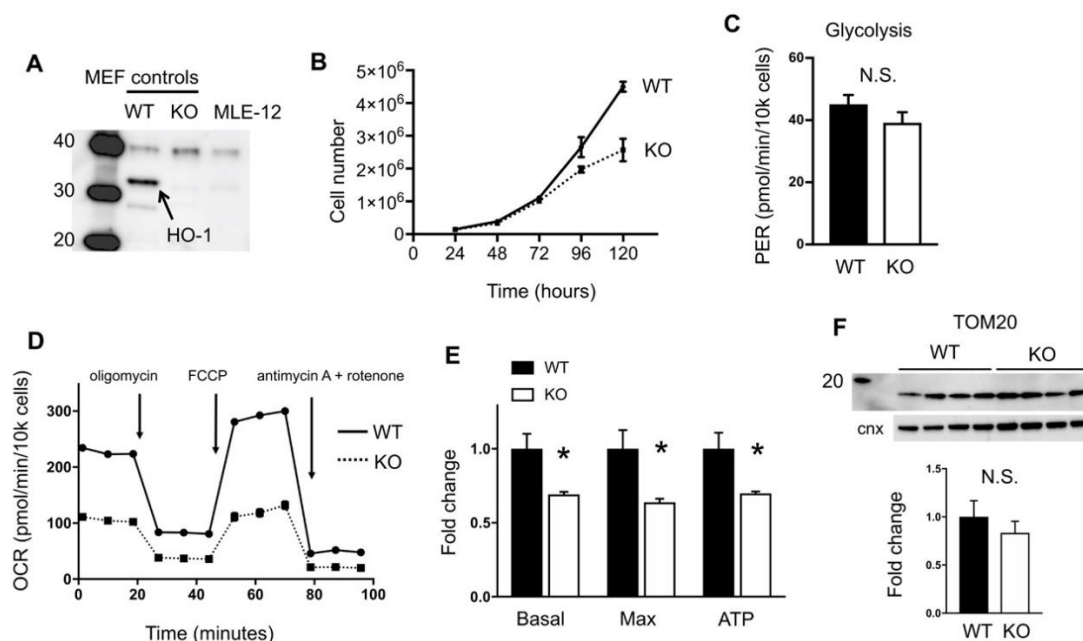 A
MEF controls
WT KO MLE-12
40
30
20
HO-1
B
5×10⁶
4×10⁶
3×10⁶
2×10⁶
1×10⁶
0
Cell number
WT
KO
0 24 48 72 96 120
Time (hours)
C
Glycolysis
N.S.
60
40
20
0
PER (pmol/min/10k cells)
WT KO
D
oligomycin FCCP antimycin A + rotenone
300
200
100
0
OCR (pmol/min/10k cells)
WT
KO
0 20 40 60 80 100
Time (minutes)
E
WT
KO
1.0
0.5
0.0
Fold change
* * *
Basal Max ATP
F
TOM20
WT KO
20
cnx
N.S.
1.5
1.0
0.5
0.0
Fold change
WT KO